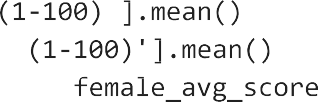 (1-100) ].mean()
(1-100)'].mean()
female_avg_score